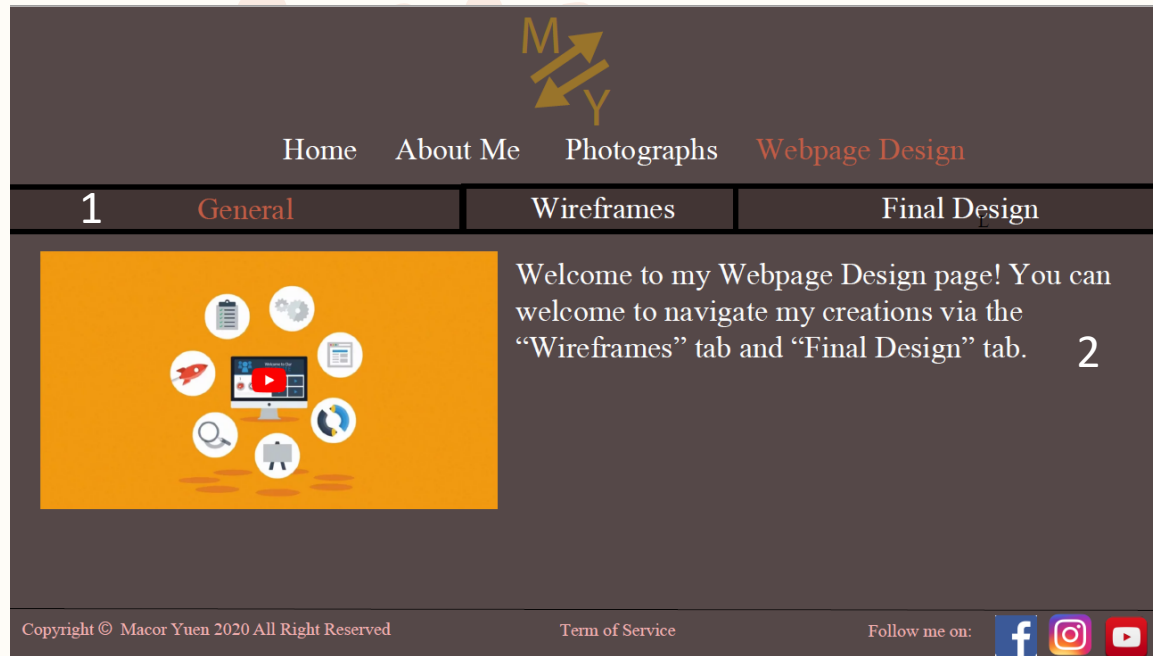 M
Y
Home About Me Photographs Webpage Design
1 General Wireframes Final Design
L
Welcome to my Webpage Design page! You can
welcome to navigate my creations via the
“Wireframes” tab and “Final Design” tab.
2
Copyright © Macor Yuen 2020 All Right Reserved Term of Service Follow me on: